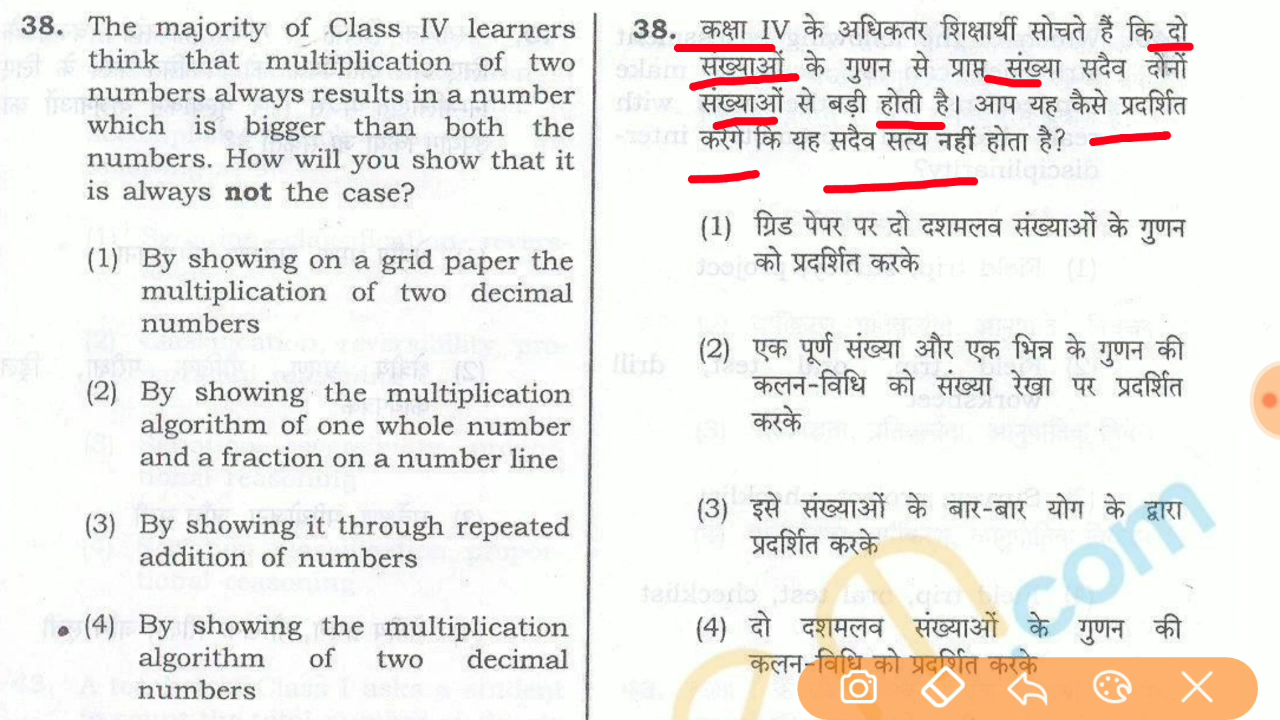 38. The majority of Class IV learners
think that multiplication of two
numbers always results in a number
which is bigger than both the
numbers. How will you show that it
is always not the case?
(1) By showing on a grid paper the
multiplication of two decimal
numbers
(2) By showing the multiplication
algorithm of one whole number
and a fraction on a number line
(3) By showing it through repeated
addition of numbers
(4) By showing the multiplication
algorithm of two decimal
numbers
38. कक्षा IV के अधिकतर शिक्षार्थी सोचते हैं कि दो
संख्याओं के गुणन से प्राप्त संख्या सदैव दोनों
संख्याओं से बड़ी होती है। आप यह कैसे प्रदर्शित
करेंगे कि यह सदैव सत्य नहीं होता है?
(1) ग्रिड पेपर पर दो दशमलव संख्याओं के गुणन
को प्रदर्शित करके
(2) एक पूर्ण संख्या और एक भिन्न के गुणन की
कलन-विधि को संख्या रेखा पर प्रदर्शित
करके
(3) इसे संख्याओं के बार-बार योग के द्वारा
प्रदर्शित करके
(4) दो दशमलव संख्याओं के गुणन की
कलन-विधि को प्रदर्शित करके
.com